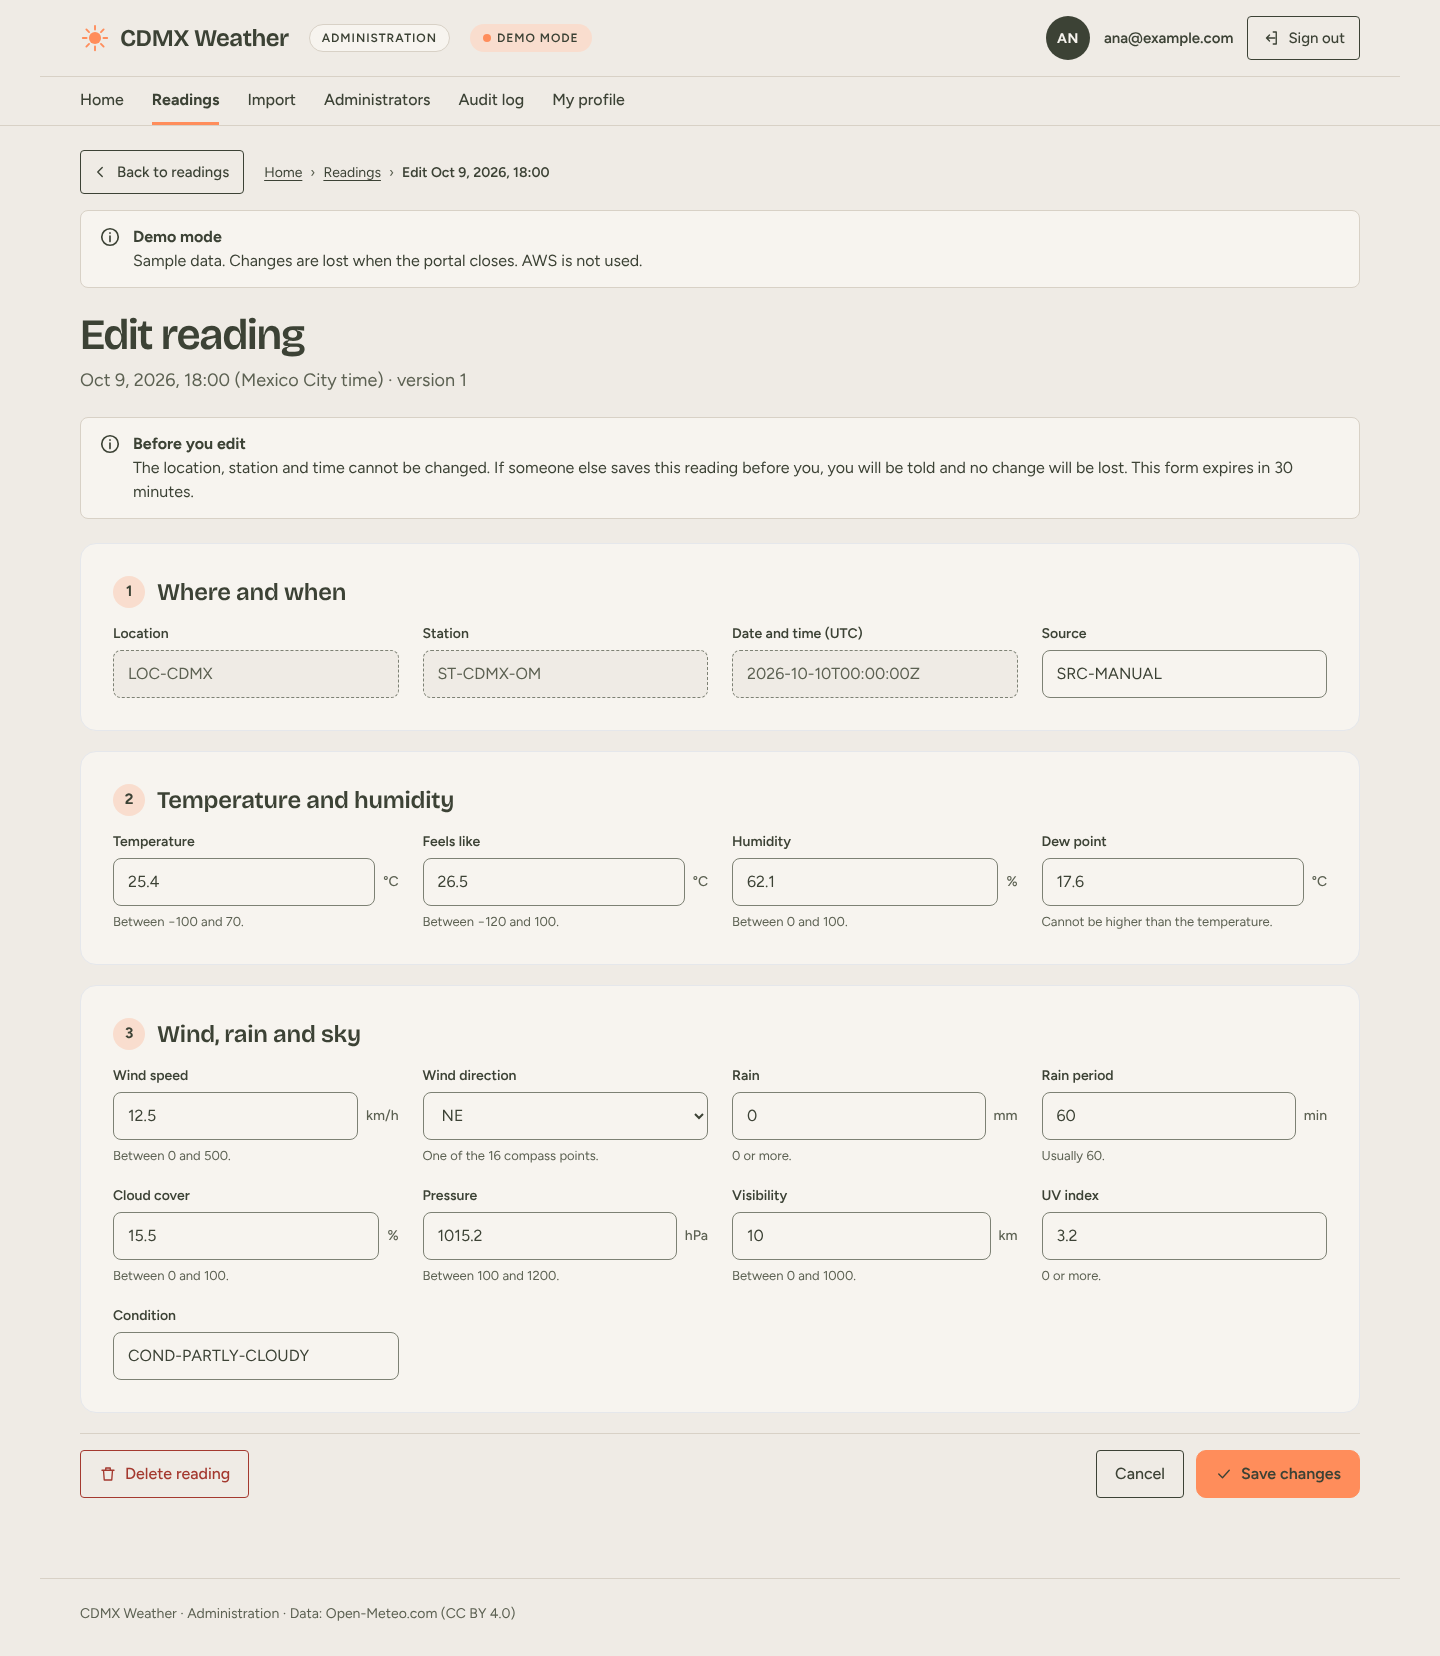 CDMX Weather
ADMINISTRATION
DEMO MODE
AN
ana@example.com
Sign out
Home
Readings
Import
Administrators
Audit log
My profile
Back to readings
Home › Readings › Edit Oct 9, 2026, 18:00
Demo mode
Sample data. Changes are lost when the portal closes. AWS is not used.
Edit reading
Oct 9, 2026, 18:00 (Mexico City time) · version 1
Before you edit
The location, station and time cannot be changed. If someone else saves this reading before you, you will be told and no change will be lost. This form expires in 30
minutes.
1 Where and when
Location
LOC-CDMX
Station
ST-CDMX-OM
Date and time (UTC)
2026-10-10T00:00:00Z
Source
SRC-MANUAL
2 Temperature and humidity
Temperature
25.4 °C
Between −100 and 70.
Feels like
26.5 °C
Between −120 and 100.
Humidity
62.1 %
Between 0 and 100.
Dew point
17.6 °C
Cannot be higher than the temperature.
3 Wind, rain and sky
Wind speed
12.5 km/h
Between 0 and 500.
Wind direction
NE
One of the 16 compass points.
Rain
0 mm
0 or more.
Rain period
60 min
Usually 60.
Cloud cover
15.5 %
Between 0 and 100.
Pressure
1015.2 hPa
Between 100 and 1200.
Visibility
10 km
Between 0 and 1000.
UV index
3.2
0 or more.
Condition
COND-PARTLY-CLOUDY
Delete reading
Cancel
Save changes
CDMX Weather · Administration · Data: Open-Meteo.com (CC BY 4.0)